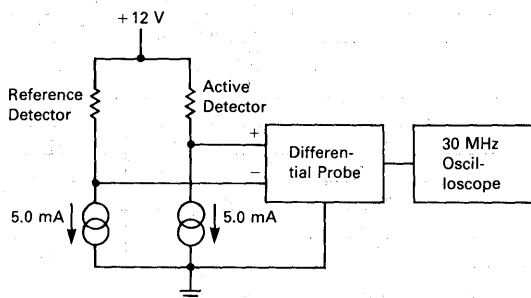 +12 V
Reference
Detector
Active
Detector
+
−
Differen-
tial Probe
30 MHz
Oscil-
loscope
5.0 mA
5.0 mA